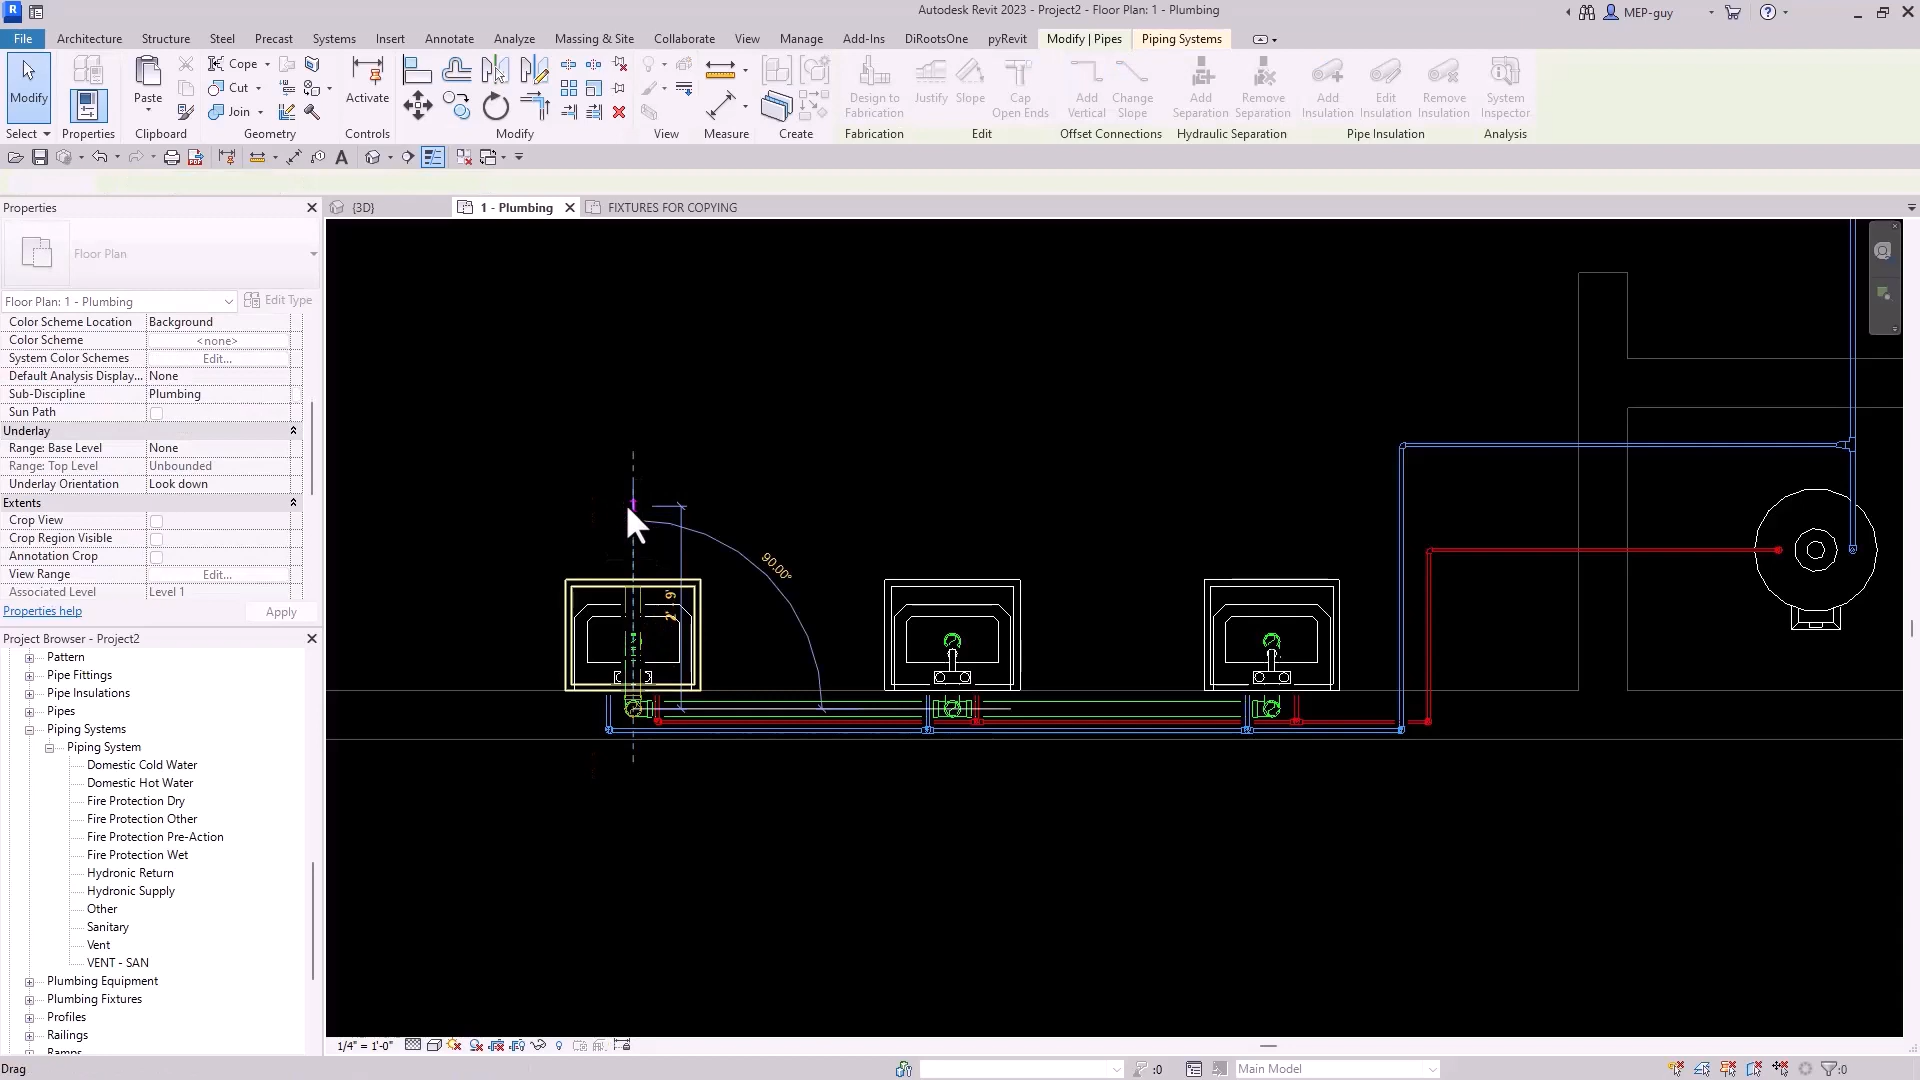 Autodesk Revit 2023 - Project2 - Floor Plan: 1 - Plumbing
MEP-guy
File
Architecture
Structure
Steel
Precast
Systems
Insert
Annotate
Analyze
Massing & Site
Collaborate
View
Manage
Add-Ins
DiRootsOne
pyRevit
Modify | Pipes
Piping Systems
Modify
Select
Properties
Paste
Clipboard
Cope
Cut
Join
Geometry
Activate
Controls
Modify
View
Measure
Create
Design to
Fabrication
Fabrication
Justify
Slope
Cap
Open Ends
Edit
Add
Vertical
Change
Slope
Offset Connections
Add
Separation
Remove
Separation
Hydraulic Separation
Add
Insulation
Edit
Insulation
Remove
Insulation
Pipe Insulation
System
Inspector
Analysis
Properties
{3D}
1 - Plumbing
FIXTURES FOR COPYING
Floor Plan
Floor Plan: 1 - Plumbing
Edit Type
Color Scheme Location Background
Color Scheme <none>
System Color Schemes Edit...
Default Analysis Display... None
Sub-Discipline Plumbing
Sun Path
Underlay
Range: Base Level None
Range: Top Level Unbounded
Underlay Orientation Look down
Extents
Crop View
Crop Region Visible
Annotation Crop
View Range Edit...
Associated Level Level 1
Properties help
Apply
Project Browser - Project2
Pattern
Pipe Fittings
Pipe Insulations
Pipes
Piping Systems
Piping System
Domestic Cold Water
Domestic Hot Water
Fire Protection Dry
Fire Protection Other
Fire Protection Pre-Action
Fire Protection Wet
Hydronic Return
Hydronic Supply
Other
Sanitary
Vent
VENT - SAN
Plumbing Equipment
Plumbing Fixtures
Profiles
Railings
Ramps
90.00°
2' 9"
1/4" = 1'-0"
Drag
:0
Main Model
:0